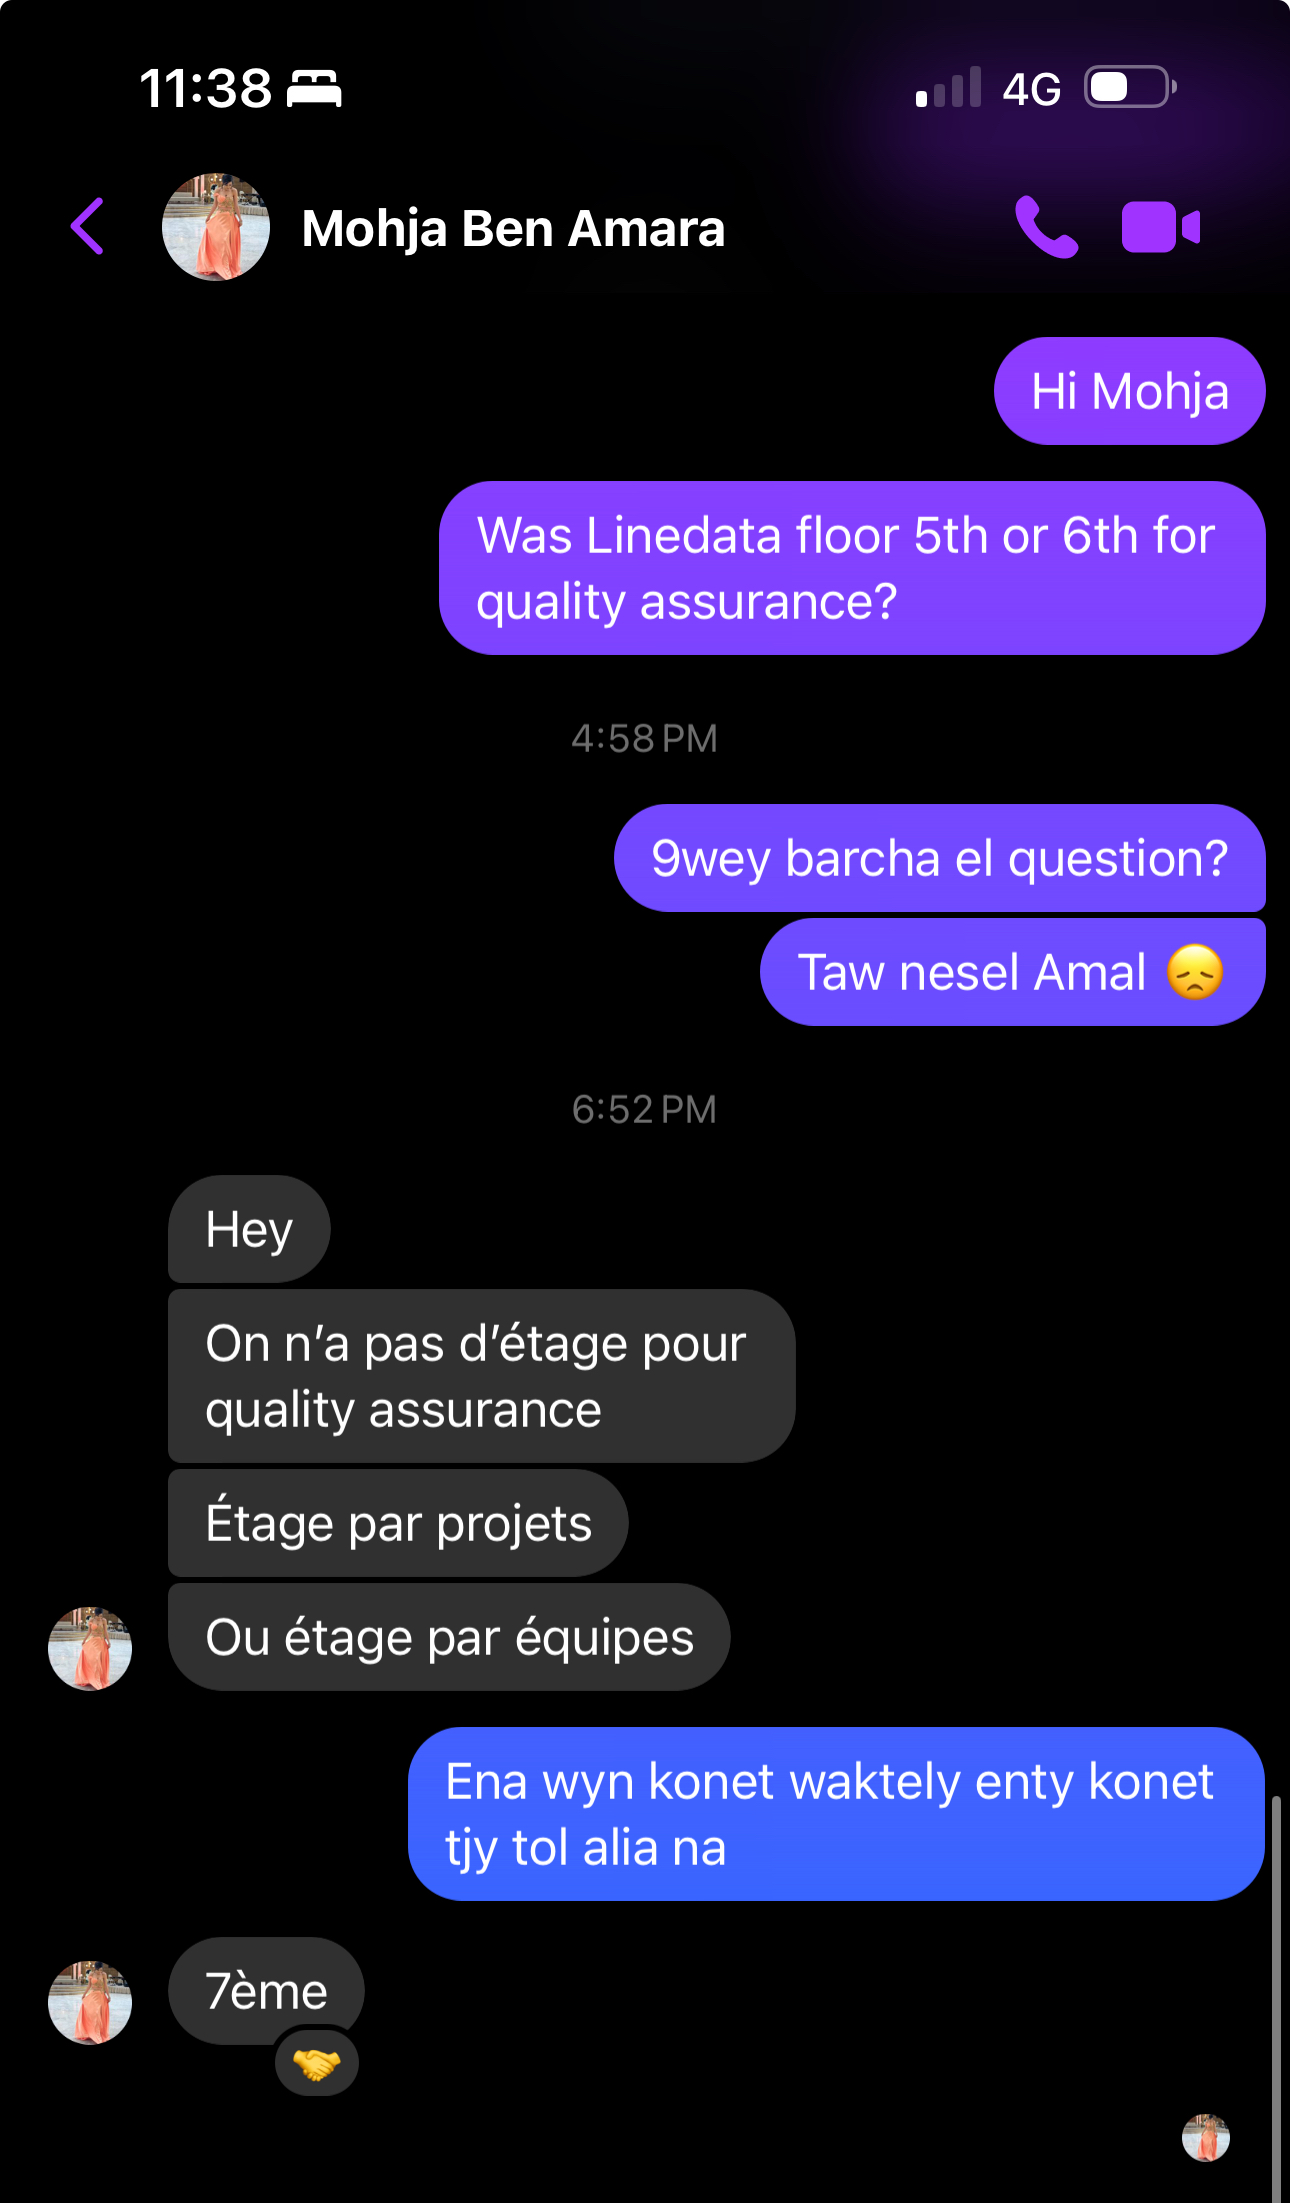 11:38
4G
Mohja Ben Amara
Hi Mohja
Was Linedata floor 5th or 6th for
quality assurance?
4:58 PM
9wey barcha el question?
Taw nesel Amal 😞
6:52 PM
Hey
On n’a pas d’étage pour
quality assurance
Étage par projets
Ou étage par équipes
Ena wyn konet waktely enty konet
tjy tol alia na
7ème
🤝